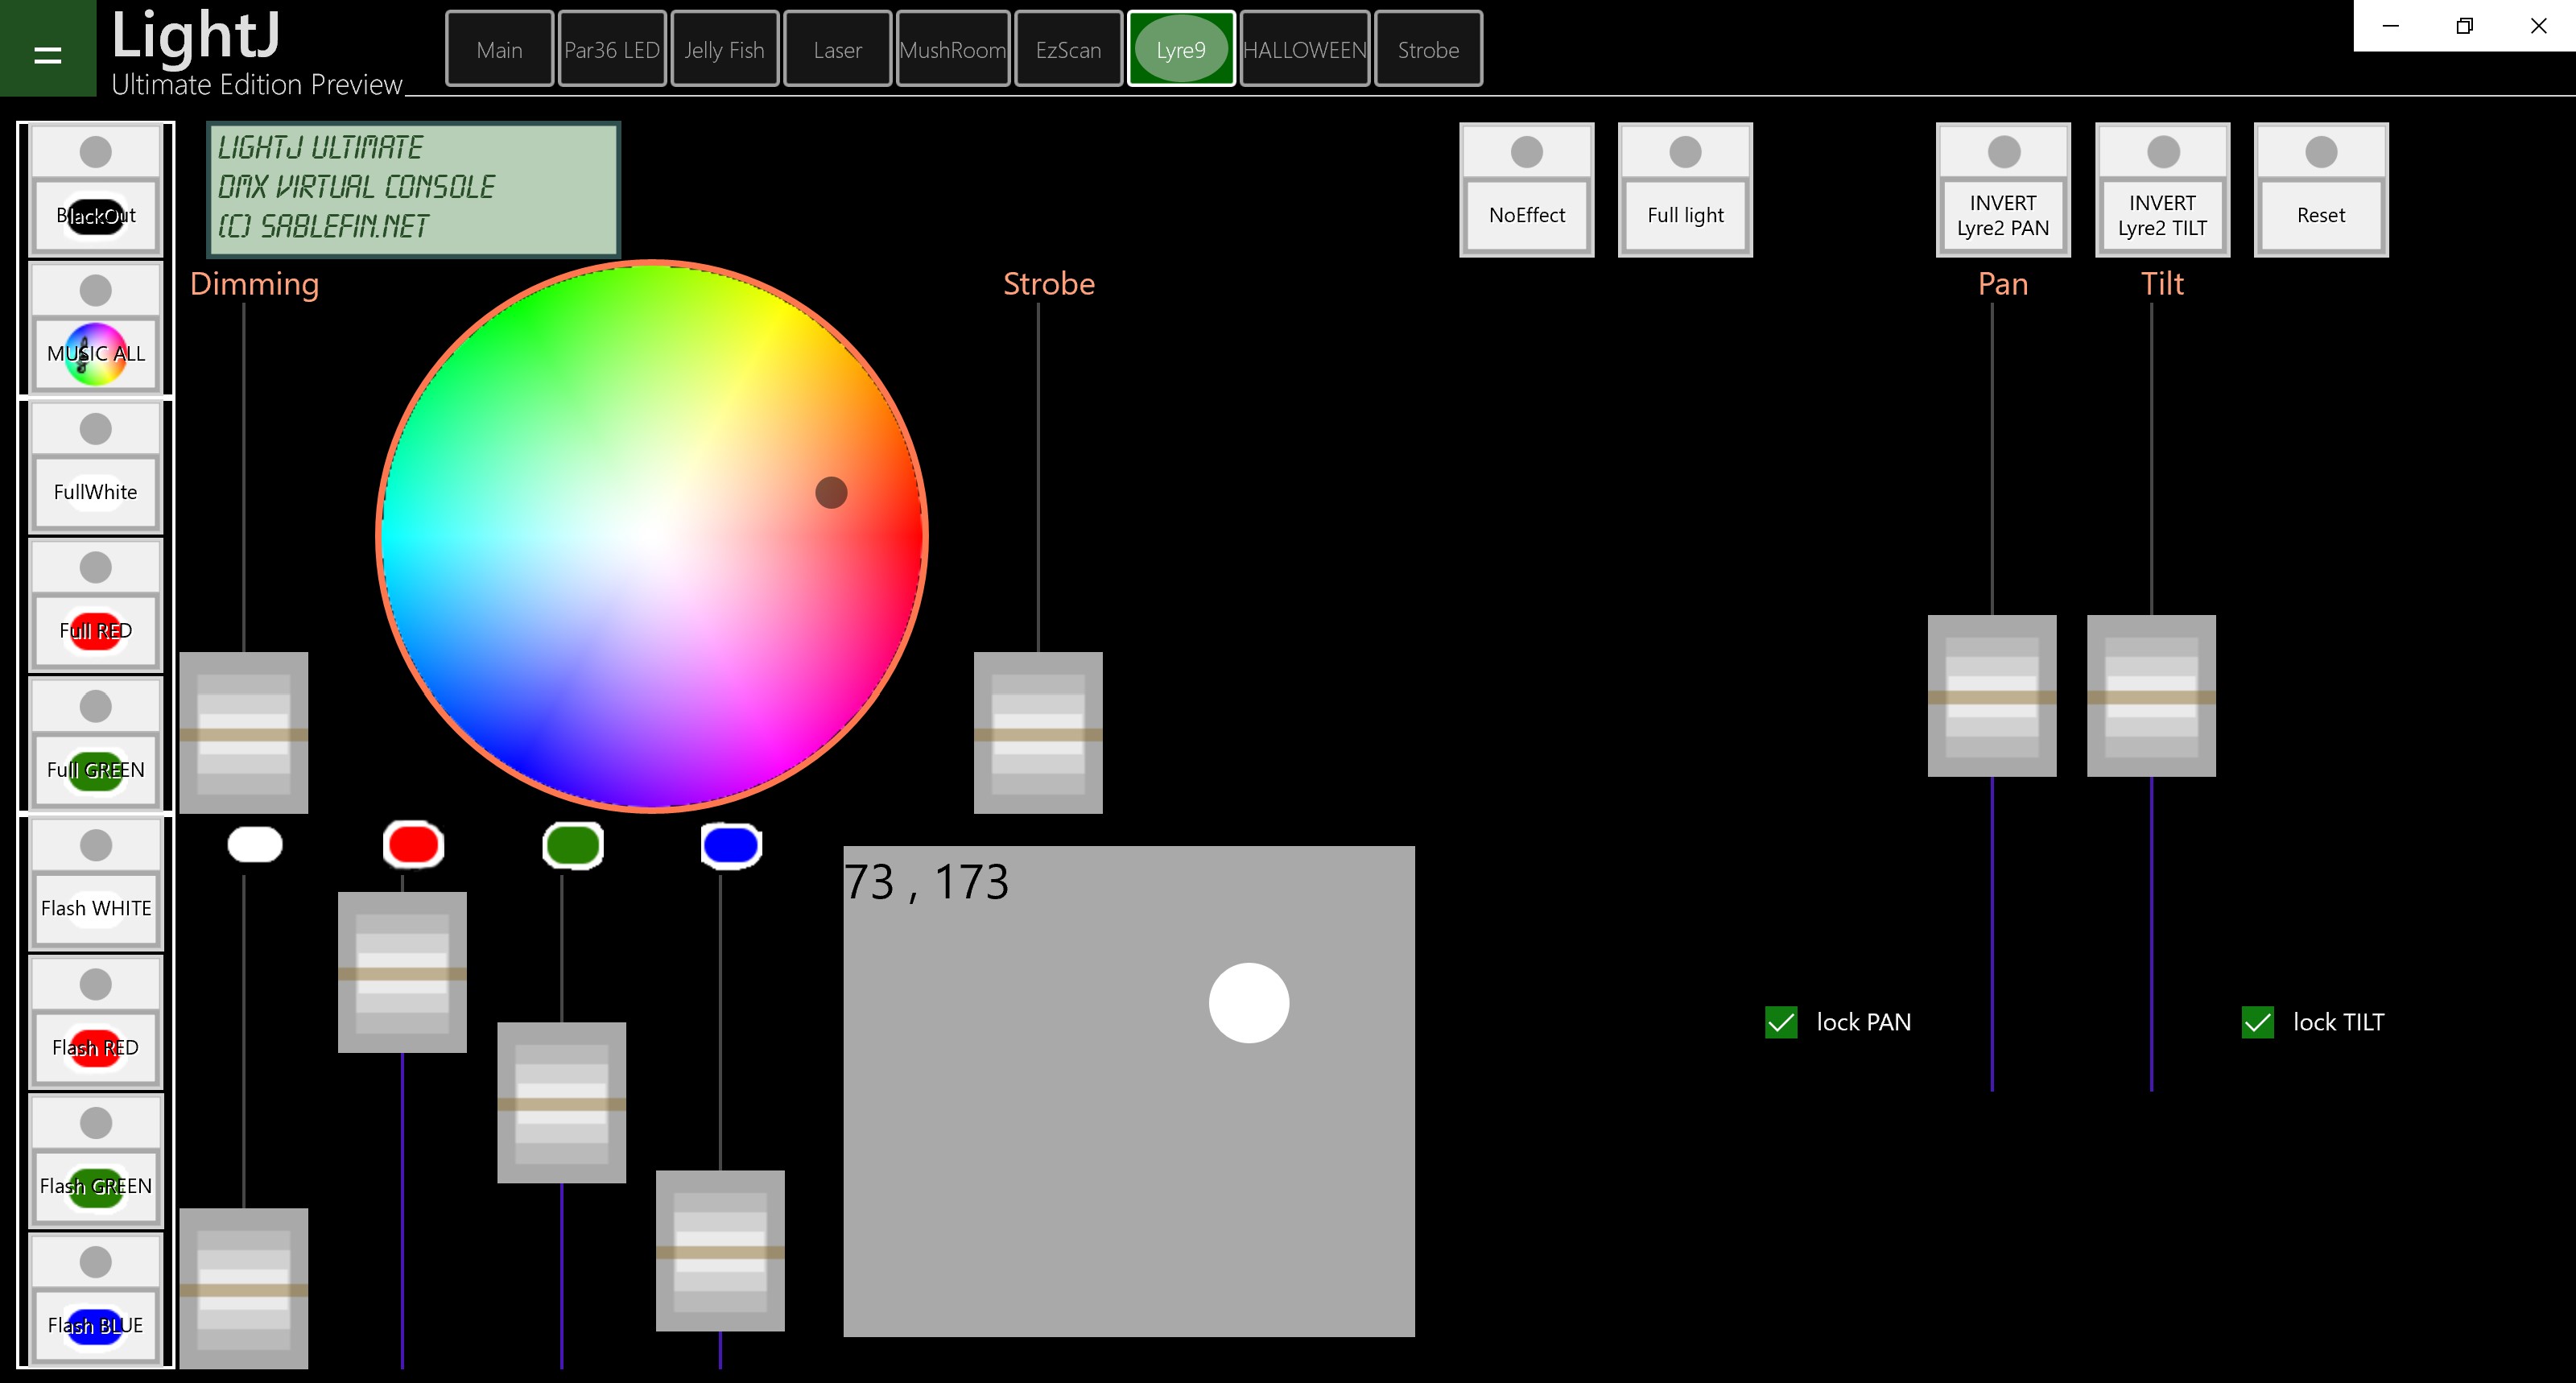 LightJ
Ultimate Edition Preview
Main
Par36 LED
Jelly Fish
Laser
MushRoom
EzScan
Lyre9
HALLOWEEN
Strobe
BlackOut
MUSIC ALL
FullWhite
Full RED
Full GREEN
Flash WHITE
Flash RED
Flash GREEN
Flash BLUE
LIGHTJ ULTIMATE
DMX VIRTUAL CONSOLE
(C) SABLEFIN.NET
NoEffect
Full light
INVERT
Lyre2 PAN
INVERT
Lyre2 TILT
Reset
Dimming
Strobe
Pan
Tilt
73 , 173
lock PAN
lock TILT